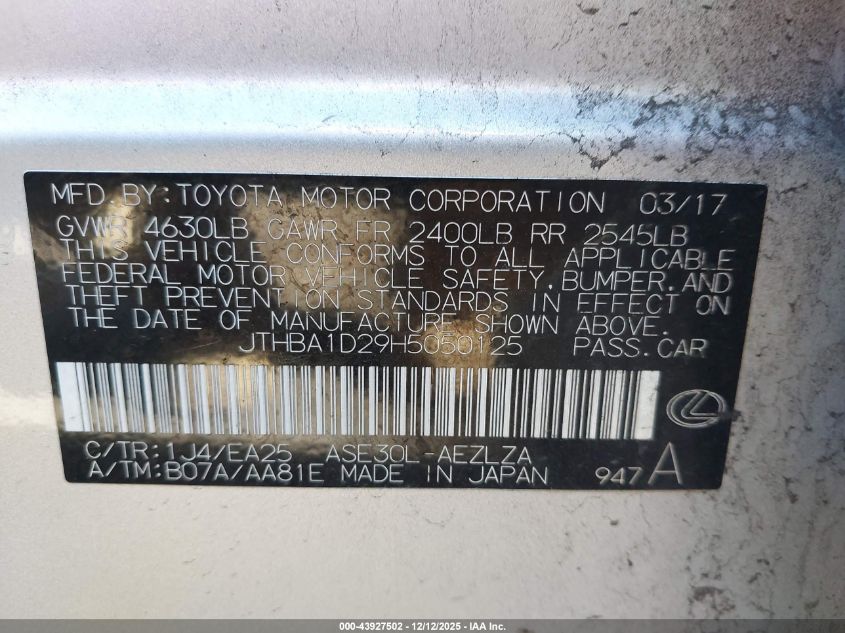 MFD.BY:TOYOTA MOTOR CORPORATION 03/17
GVWR 4630LB GAWR FR 2400LB RR 2545LB
THIS VEHICLE CONFORMS TO ALL APPLICABLE
FEDERAL MOTOR VEHICLE SAFETY,BUMPER,AND
THEFT PREVENTION STANDARDS IN EFFECT ON
THE DATE OF MANUFACTURE SHOWN ABOVE.
JTHBA1D29H5050125 PASS.CAR
C/TR:1J4/EA25 ASE30L-AEZLZA
A/TM:B07A/AA81E MADE IN JAPAN 947A
000-43927502 - 12/12/2025 - IAA Inc.